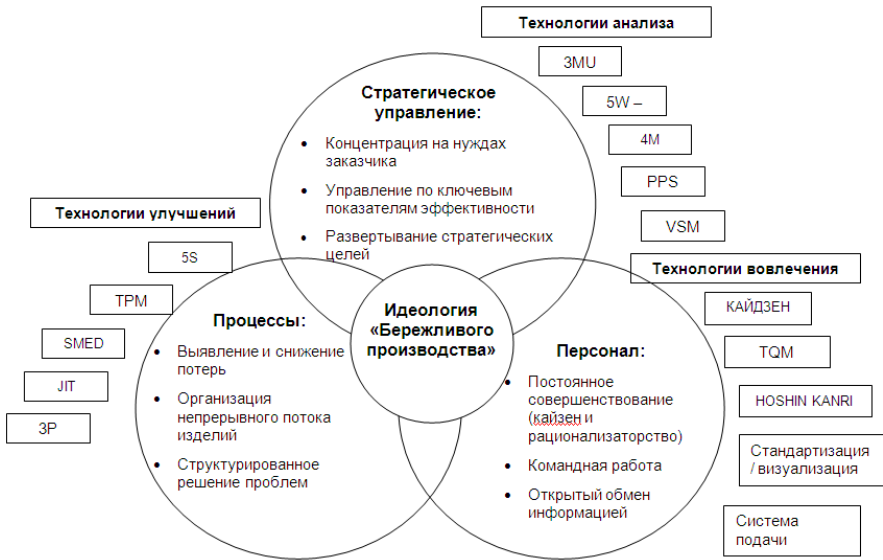 Технологии анализа
3MU
5W –
4M
PPS
VSM
Стратегическое
управление:
• Концентрация на нуждах
заказчика
• Управление по ключевым
показателям эффективности
• Развертывание стратегических
целей
Технологии улучшений
5S
TPM
SMED
JIT
3P
Технологии вовлечения
КАЙДЗЕН
TQM
HOSHIN KANRI
Стандартизация
/ визуализация
Система
подачи
Идеология
«Бережливого
производства»
Процессы:
• Выявление и снижение
потерь
• Организация
непрерывного потока
изделий
• Структурированное
решение проблем
Персонал:
• Постоянное
совершенствование
(кайзен и
рационализаторство)
• Командная работа
• Открытый обмен
информацией